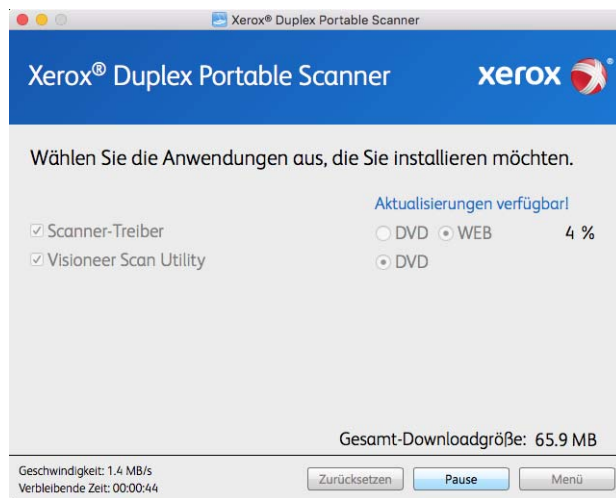 Xerox® Duplex Portable Scanner
Xerox® Duplex Portable Scanner
xerox ®
Wählen Sie die Anwendungen aus, die Sie installieren möchten.
Aktualisierungen verfügbar!
Scanner-Treiber DVD WEB 4 %
Visioneer Scan Utility DVD
Gesamt-Downloadgröße: 65.9 MB
Geschwindigkeit: 1.4 MB/s
Verbleibende Zeit: 00:00:44
Zurücksetzen Pause Menü